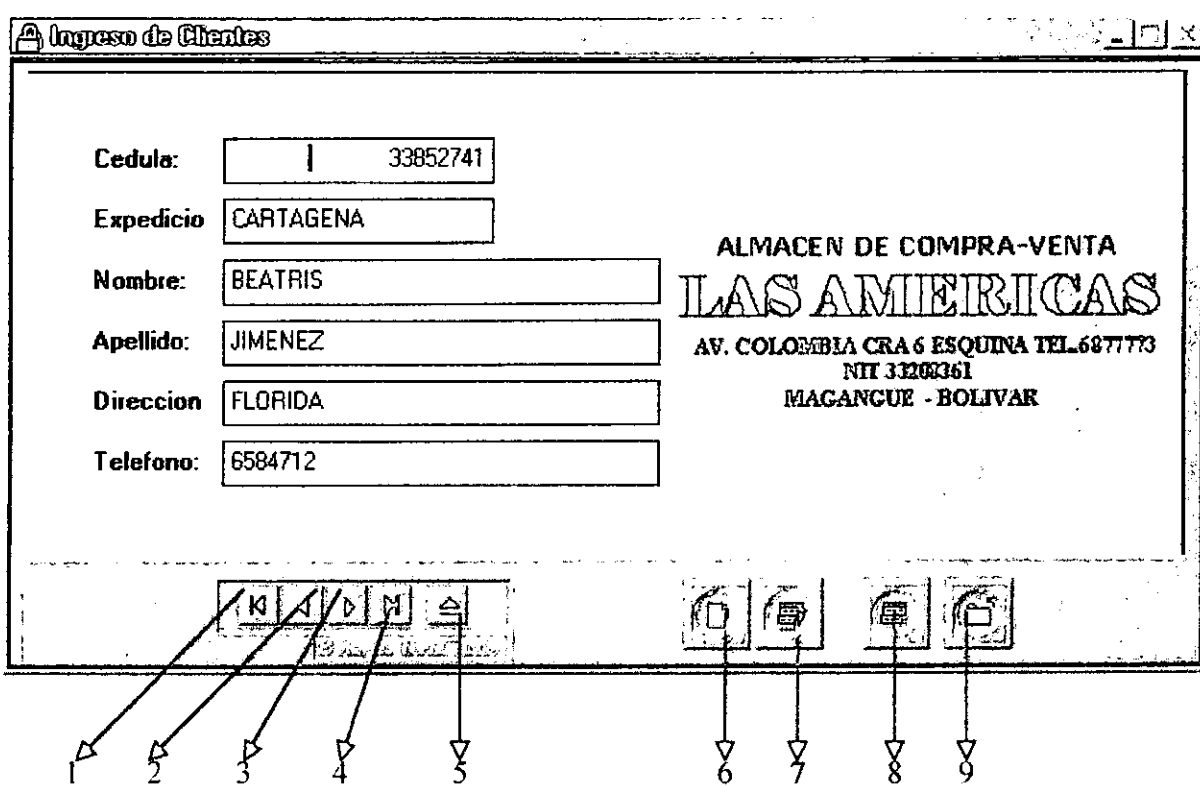 Ingreso de Clientes
Cedula: 33852741
Expedicio CARTAGENA
Nombre: BEATRIS
Apellido: JIMENEZ
Direccion FLORIDA
Telefono: 6584712
ALMACEN DE COMPRA-VENTA
LAS AMERICAS
AV. COLOMBIA CRA 6 ESQUINA TEL.6877773
NIT 33208361
MAGANGUE - BOLIVAR
1 2 3 4 5 6 7 8 9